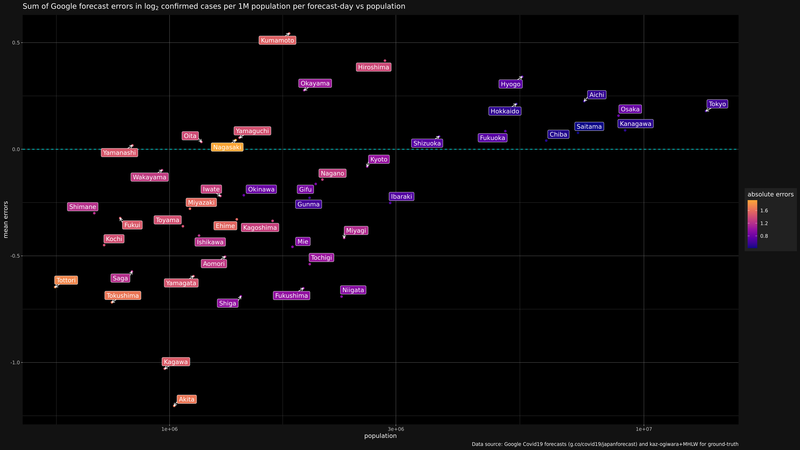 Sum of Google forecast errors in log2 confirmed cases per 1M population per forecast-day vs population
0.5
0.0
-0.5
-1.0
mean errors
Kumamoto
Hiroshima
Okayama
Hyogo
Aichi
Tokyo
Hokkaido
Osaka
Kanagawa
Saitama
Chiba
Fukuoka
Shizuoka
Oita
Yamaguchi
Nagasaki
Yamanashi
Kyoto
Wakayama
Nagano
Iwate
Okinawa
Gifu
Ibaraki
Shimane
Miyazaki
Gunma
Toyama
Fukui
Ehime
Kagoshima
Miyagi
Kochi
Ishikawa
Mie
Aomori
Tochigi
Tottori
Saga
Yamagata
Tokushima
Shiga
Fukushima
Niigata
Kagawa
Akita
absolute errors
1.6
1.2
0.8
1e+06
3e+06
1e+07
population
Data source: Google Covid19 forecasts (g.co/covid19/japanforecast) and kaz-ogiwara+MHLW for ground-truth